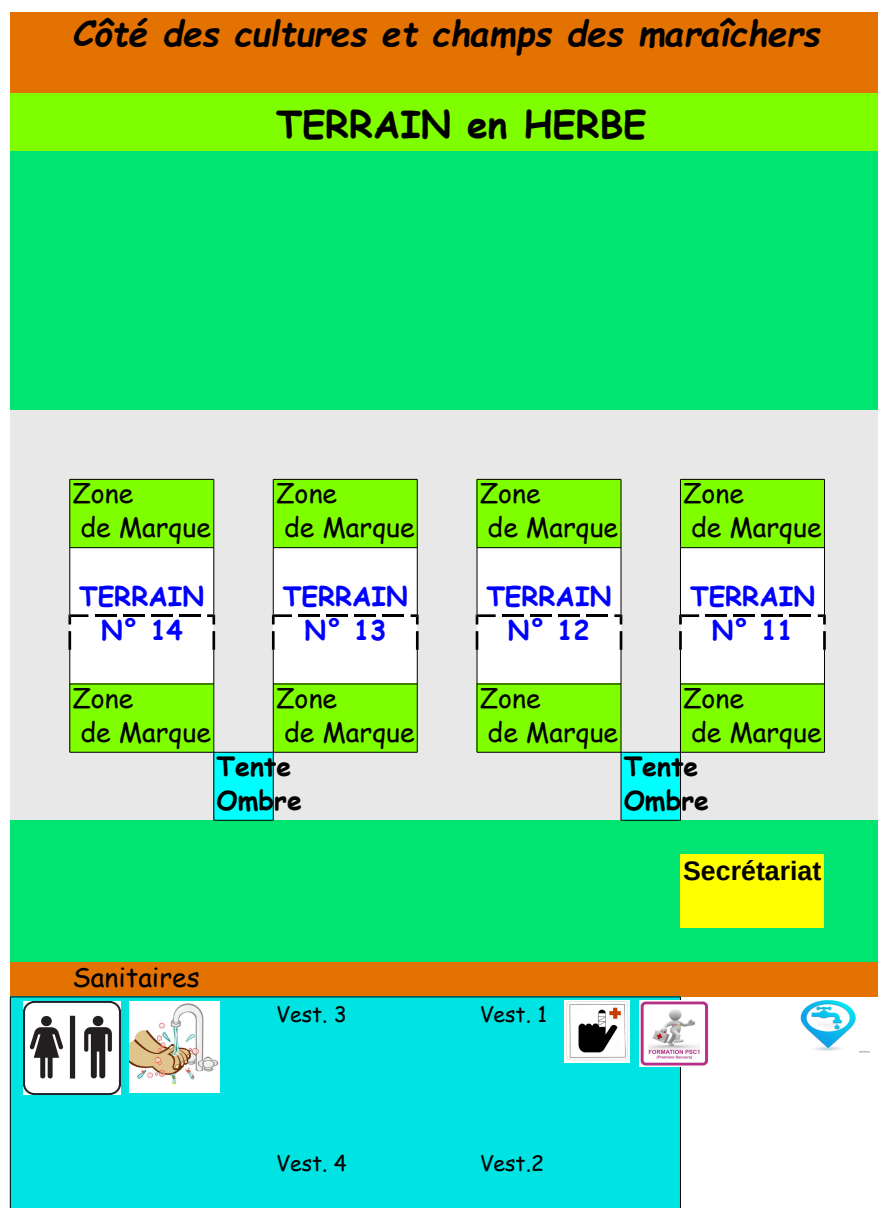 Côté des cultures et champs des maraîchers
TERRAIN en HERBE
Zone
de Marque
Zone
de Marque
Zone
de Marque
Zone
de Marque
TERRAIN
N° 14
TERRAIN
N° 13
TERRAIN
N° 12
TERRAIN
N° 11
Zone
de Marque
Zone
de Marque
Zone
de Marque
Zone
de Marque
Tente
Ombre
Tente
Ombre
Secrétariat
Sanitaires
Vest. 3
Vest. 1
FORMATION PSC1
(Premiers Secours)
Vest. 4
Vest.2